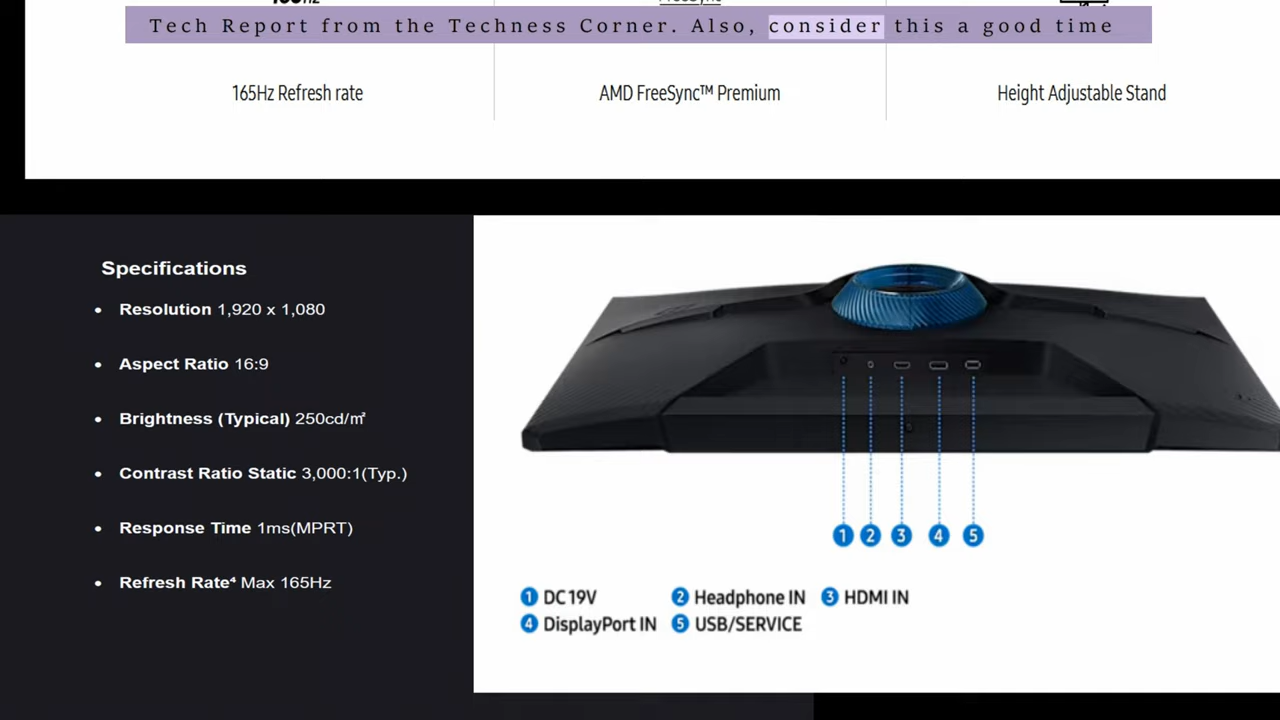 Tech Report from the Techness Corner. Also, consider this a good time
165Hz Refresh rate
AMD FreeSync™ Premium
Height Adjustable Stand
Specifications
• Resolution 1,920 x 1,080
• Aspect Ratio 16:9
• Brightness (Typical) 250cd/㎡
• Contrast Ratio Static 3,000:1(Typ.)
• Response Time 1ms(MPRT)
• Refresh Rate⁴ Max 165Hz
1 2 3 4 5
1 DC 19V 2 Headphone IN 3 HDMI IN
4 DisplayPort IN 5 USB/SERVICE